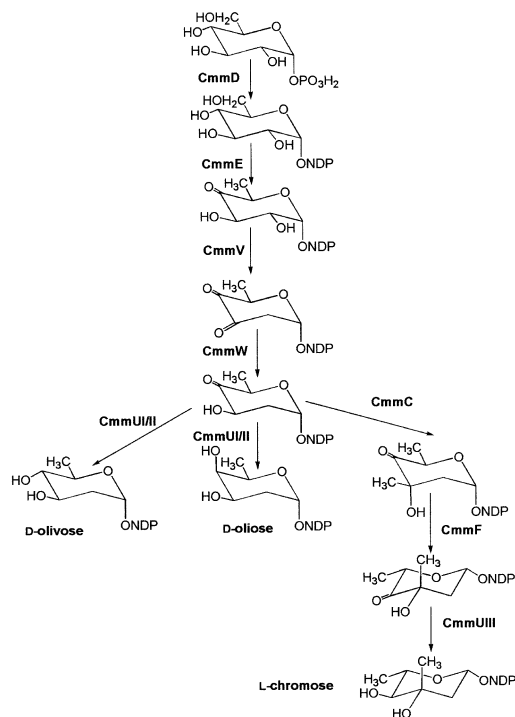 HOH2C
HO
O
HO
OH
O
PO3H2
CmmD
HOH2C
HO
O
HO
OH
ONDP
CmmE
O
H3C
O
HO
OH
ONDP
CmmV
O
H3C
O
O
ONDP
CmmW
O
H3C
O
HO
ONDP
CmmUI/II
CmmUI/II
CmmC
H3C
HO
O
HO
ONDP
D-olivose
HO
H3C
O
HO
ONDP
D-oliose
H3C
O
O
H3C
OH
ONDP
CmmF
CH3
H3C
O
ONDP
O
HO
CmmUIII
CH3
H3C
O
ONDP
HO
HO
L-chromose